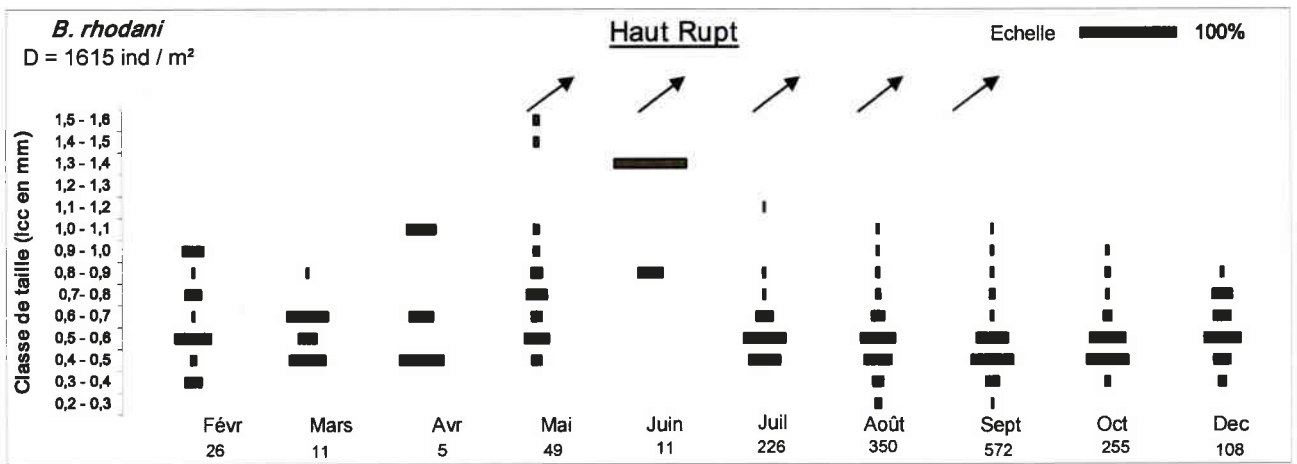 B. rhodani
Haut Rupt
Echelle 100%
D = 1615 ind / m²
Classe de taille (lcc en mm)
1,5 - 1,6
1,4 - 1,5
1,3 - 1,4
1,2 - 1,3
1,1 - 1,2
1,0 - 1,1
0,9 - 1,0
0,8 - 0,9
0,7- 0,8
0,6 - 0,7
0,5 - 0,6
0,4 - 0,5
0,3 - 0,4
0,2 - 0,3
Févr Mars Avr Mai Juin Juil Août Sept Oct Dec
26 11 5 49 11 226 350 572 255 108